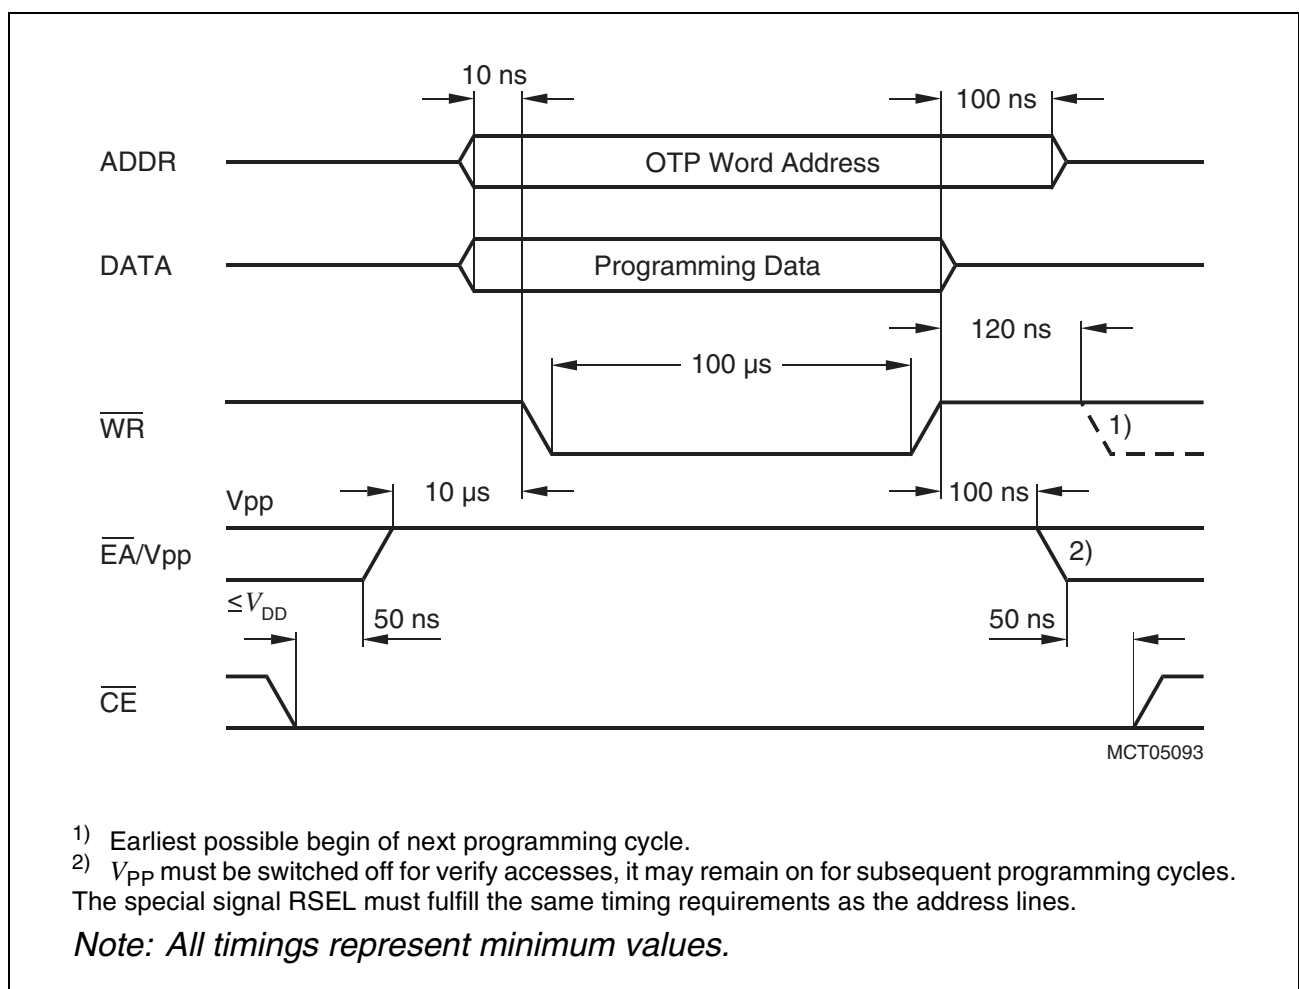 10 ns
100 ns
ADDR
OTP Word Address
DATA
Programming Data
120 ns
100 µs
WR
1)
Vpp
10 µs
100 ns
EA/Vpp
2)
≤VDD
50 ns
50 ns
CE
MCT05093
1) Earliest possible begin of next programming cycle.
2) VPP must be switched off for verify accesses, it may remain on for subsequent programming cycles.
The special signal RSEL must fulfill the same timing requirements as the address lines.
Note: All timings represent minimum values.